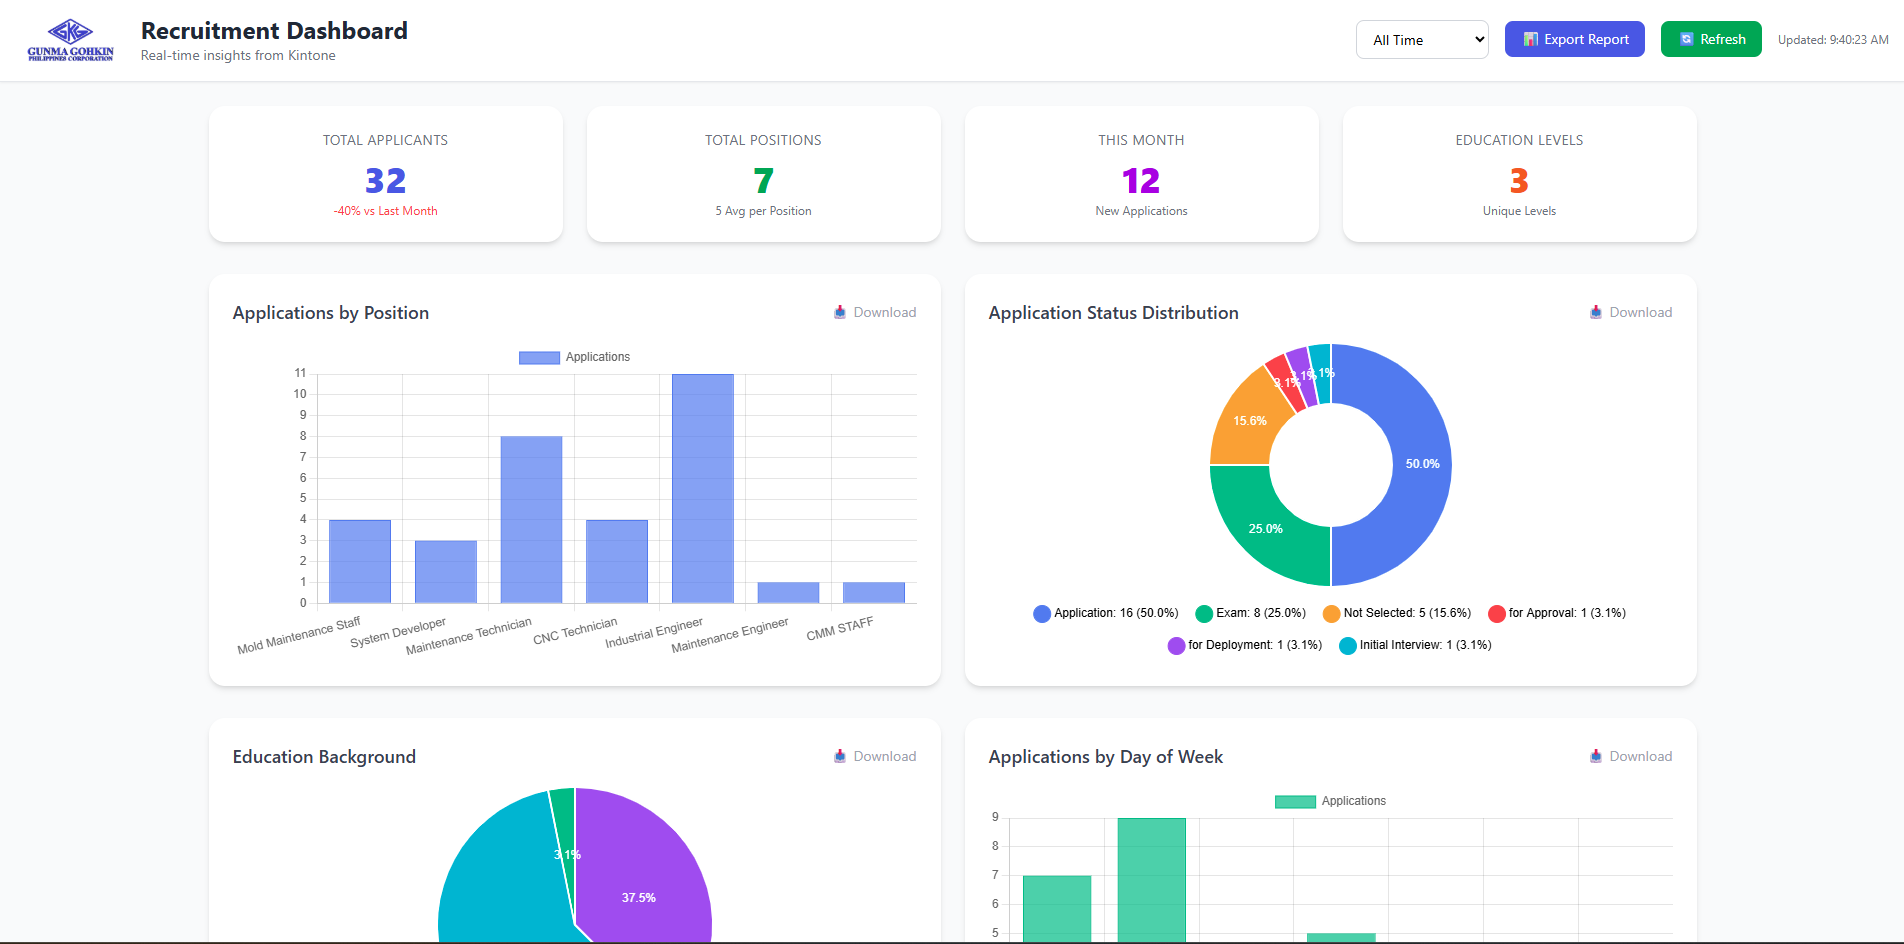 GUNMA GOHKIN
PHILIPPINES CORPORATION
Recruitment Dashboard
Real-time insights from Kintone
All Time
Export Report
Refresh
Updated: 9:40:23 AM
TOTAL APPLICANTS
32
-40% vs Last Month
TOTAL POSITIONS
7
5 Avg per Position
THIS MONTH
12
New Applications
EDUCATION LEVELS
3
Unique Levels
Applications by Position
Download
Applications
11
10
9
8
7
6
5
4
3
2
1
0
Mold Maintenance Staff
System Developer
Maintenance Technician
CNC Technician
Industrial Engineer
Maintenance Engineer
CMM STAFF
Application Status Distribution
Download
3.1%
3.1%
3.1%
15.6%
50.0%
25.0%
Application: 16 (50.0%)
Exam: 8 (25.0%)
Not Selected: 5 (15.6%)
for Approval: 1 (3.1%)
for Deployment: 1 (3.1%)
Initial Interview: 1 (3.1%)
Education Background
Download
3.1%
37.5%
Applications by Day of Week
Download
Applications
9
8
7
6
5